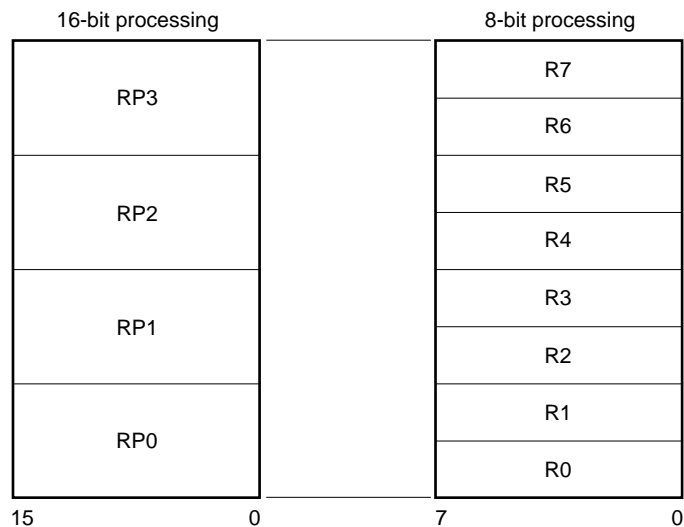 16-bit processing
8-bit processing
RP3
RP2
RP1
RP0
R7
R6
R5
R4
R3
R2
R1
R0
15 0
7 0